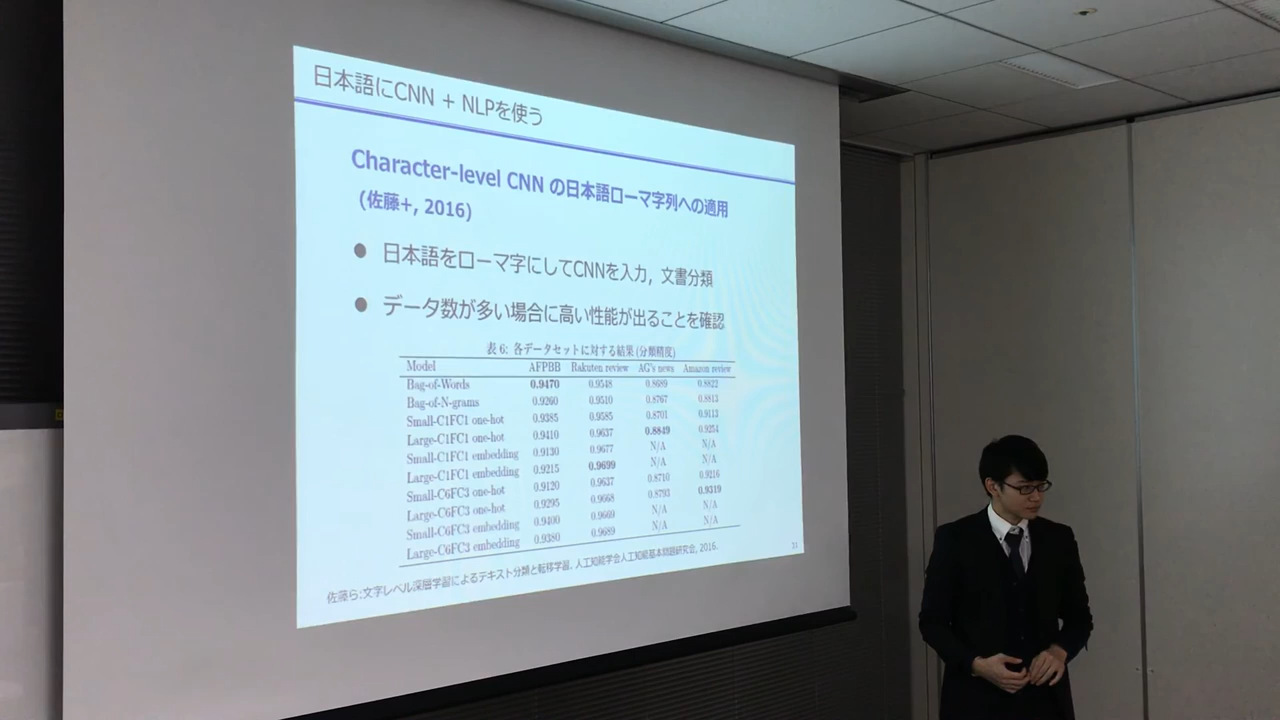 日本語にCNN + NLPを使う
Character-level CNN の日本語ローマ字列への適用
(佐藤+, 2016)
● 日本語をローマ字にしてCNNを入力，文書分類
● データ数が多い場合に高い性能が出ることを確認
表 6: 各データセットに対する結果 (分類精度)
Model AFPBB Rakuten review AG's news Amazon review
Bag-of-Words 0.9470 0.9548 0.8689 0.8822
Bag-of-N-grams 0.9260 0.9510 0.8767 0.8813
Small-C1FC1 one-hot 0.9385 0.9585 0.8701 0.9113
Large-C1FC1 one-hot 0.9410 0.9637 0.8849 0.9254
Small-C1FC1 embedding 0.9130 0.9677 N/A N/A
Large-C1FC1 embedding 0.9215 0.9699 N/A N/A
Small-C6FC3 one-hot 0.9120 0.9637 0.8710 0.9216
Large-C6FC3 one-hot 0.9295 0.9668 0.8793 0.9319
Small-C6FC3 embedding 0.9400 0.9669 N/A N/A
Large-C6FC3 embedding 0.9380 0.9689 N/A N/A
佐藤ら:文字レベル深層学習によるテキスト分類と転移学習. 人工知能学会人工知能基本問題研究会, 2016.